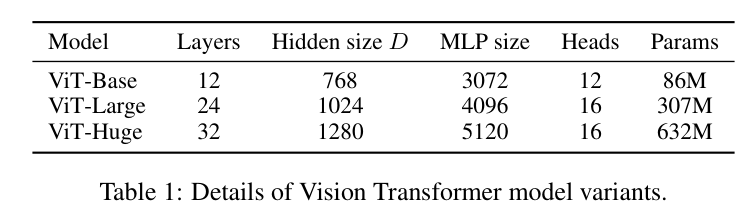 Model Layers Hidden size D MLP size Heads Params
ViT-Base 12 768 3072 12 86M
ViT-Large 24 1024 4096 16 307M
ViT-Huge 32 1280 5120 16 632M
Table 1: Details of Vision Transformer model variants.